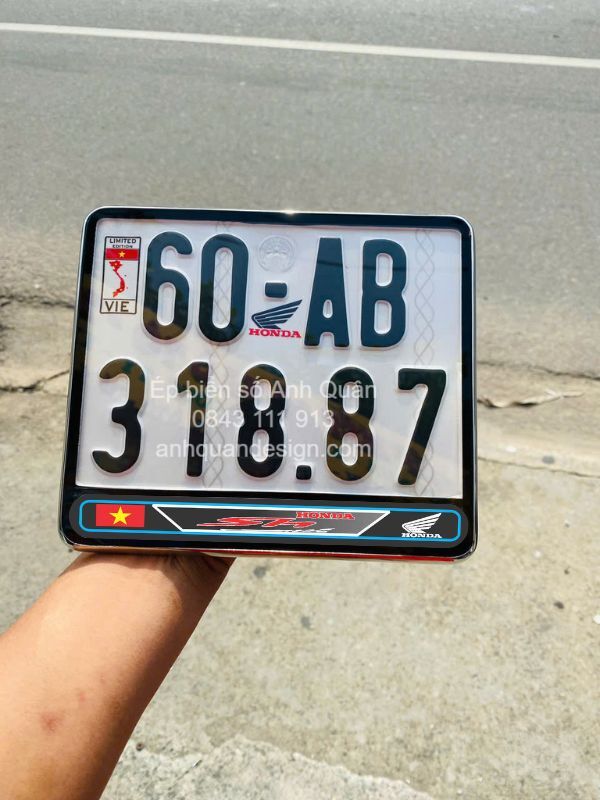 LIMITED
EDITION
VIE
60-AB
HONDA
318.87
Ép biển số Anh Quân
0843 111 913
anhquandesign.com
HONDA
Sh
HONDA